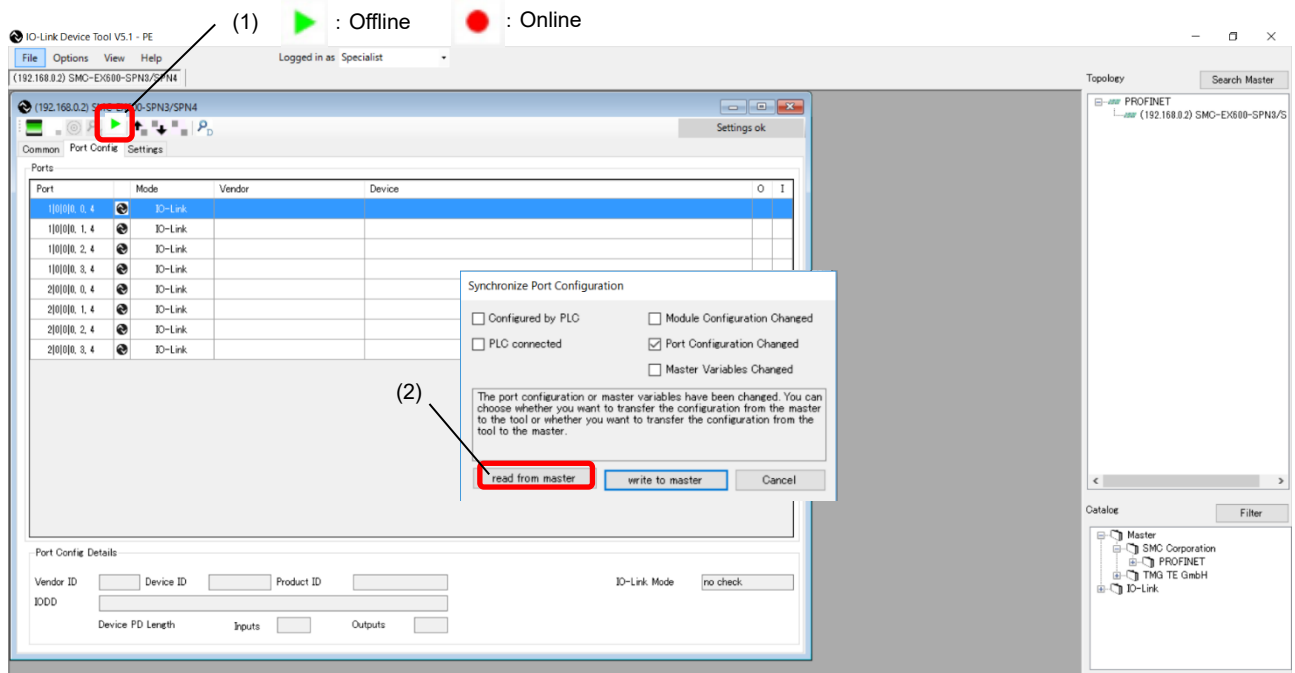 (1)
: Offline
: Online
IO-Link Device Tool V5.1 - PE
File Options View Help Logged in as Specialist
(192.168.0.2) SMC-EX600-SPN3/SPN4
Topology Search Master
PROFINET
(192.168.0.2) SMC-EX600-SPN3/S
(192.168.0.2) SMC-EX600-SPN3/SPN4
Settings ok
Common Port Config Settings
Ports
Port Mode Vendor Device O I
1|0|0|0, 0, 4 IO-Link
1|0|0|0, 1, 4 IO-Link
1|0|0|0, 2, 4 IO-Link
1|0|0|0, 3, 4 IO-Link
2|0|0|0, 0, 4 IO-Link
2|0|0|0, 1, 4 IO-Link
2|0|0|0, 2, 4 IO-Link
2|0|0|0, 3, 4 IO-Link
Synchronize Port Configuration
Configured by PLC Module Configuration Changed
PLC connected Port Configuration Changed
Master Variables Changed
(2)
The port configuration or master variables have been changed. You can
choose whether you want to transfer the configuration from the master
to the tool or whether you want to transfer the configuration from the
tool to the master.
read from master write to master Cancel
Catalog Filter
Master
SMC Corporation
PROFINET
TMG TE GmbH
IO-Link
Port Config Details
Vendor ID Device ID Product ID IO-Link Mode no check
IODD
Device PD Length Inputs Outputs